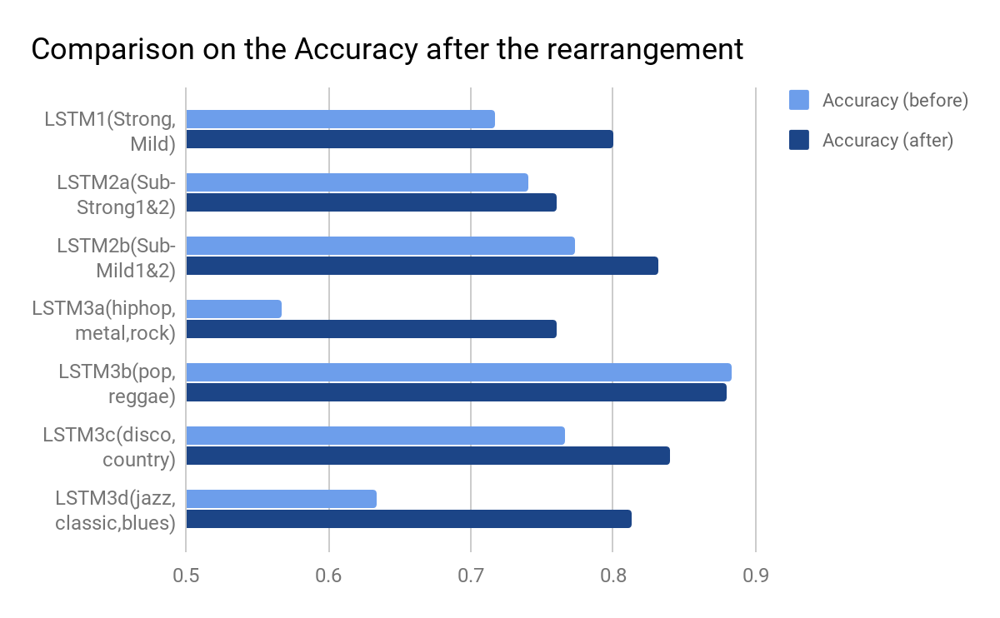 Comparison on the Accuracy after the rearrangement
Accuracy (before)
Accuracy (after)
LSTM1(Strong,
Mild)
LSTM2a(Sub-
Strong1&2)
LSTM2b(Sub-
Mild1&2)
LSTM3a(hiphop,
metal,rock)
LSTM3b(pop,
reggae)
LSTM3c(disco,
country)
LSTM3d(jazz,
classic,blues)
0.5 0.6 0.7 0.8 0.9